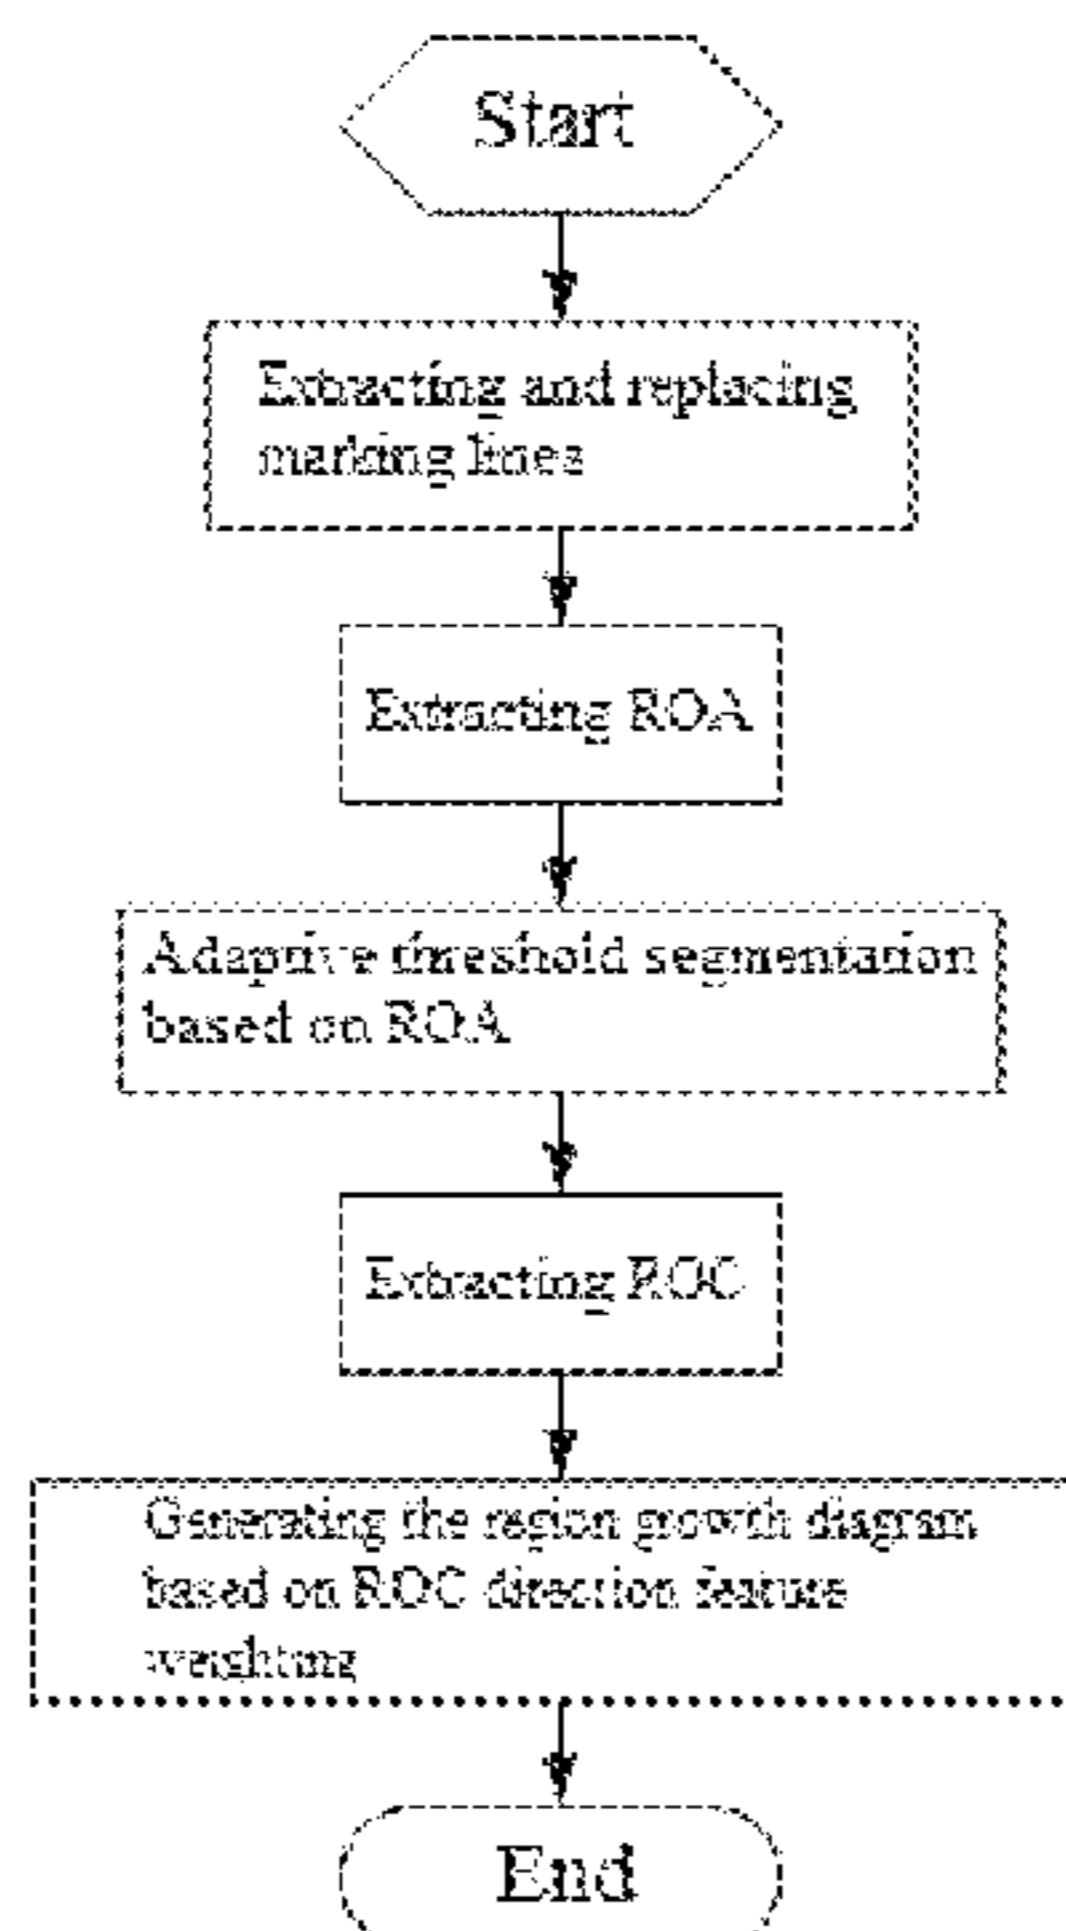 Start
Extracting and replacing
marking lines
Extracting ROA
Adaptive threshold segmentation
based on ROA
Extracting ROC
Generating the region growth diagram
based on ROC direction feature
weighting
End